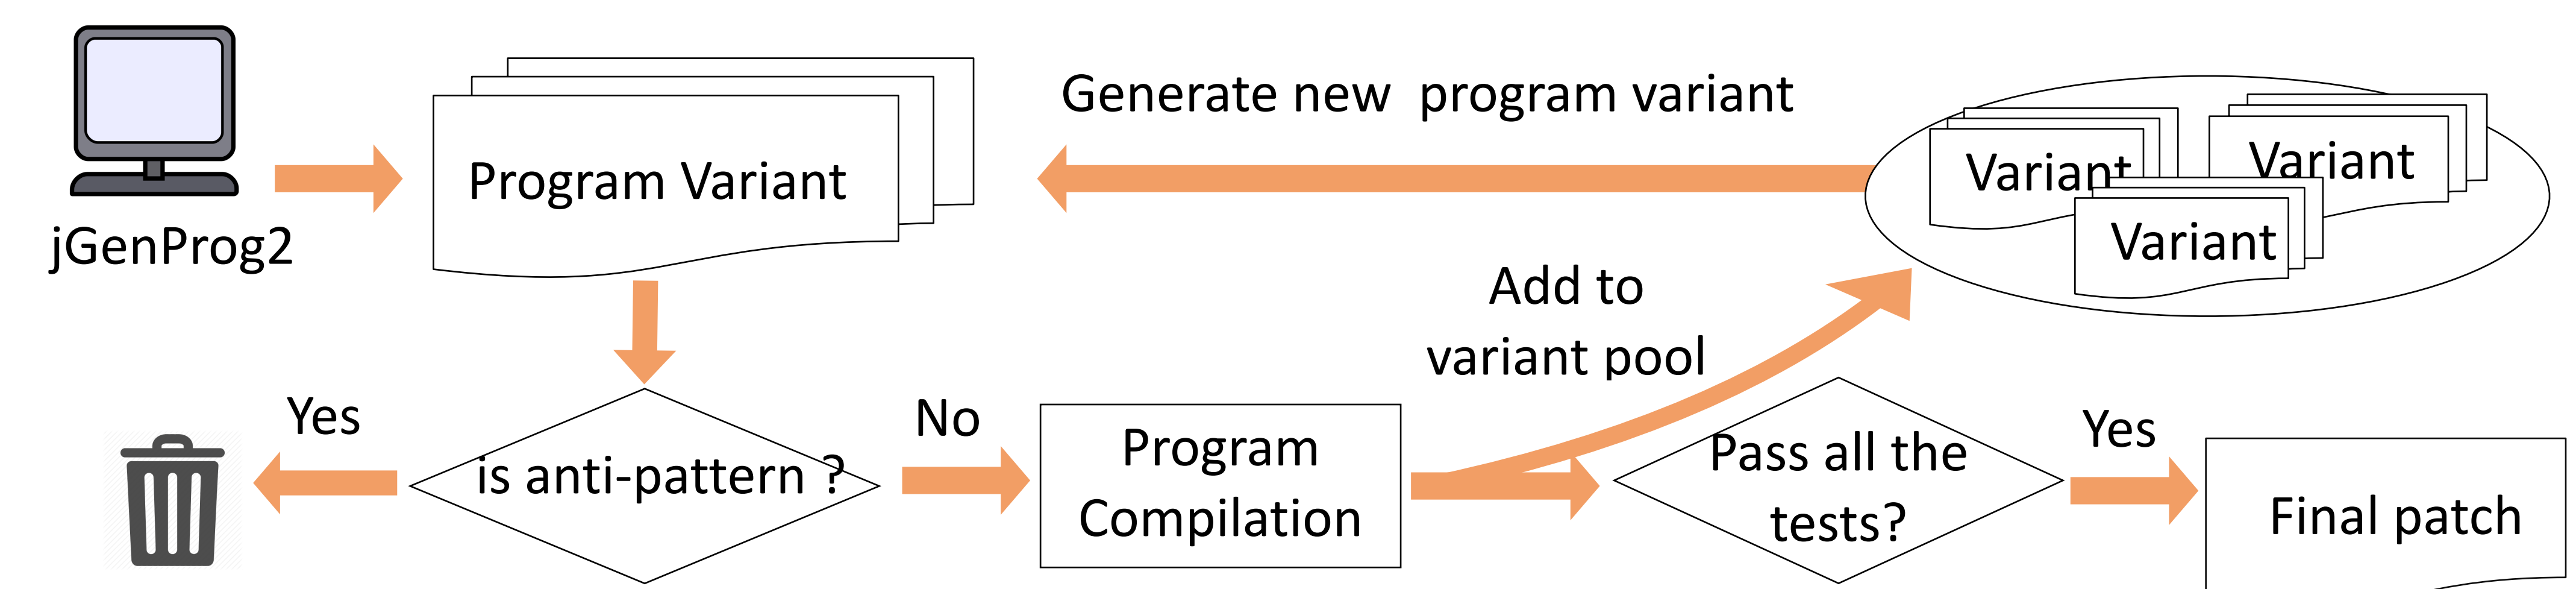 Generate new program variant
Program Variant
Variant
Variant
Variant
jGenProg2
Add to
variant pool
Yes
is anti-pattern ?
No
Program
Compilation
Pass all the
tests?
Yes
Final patch